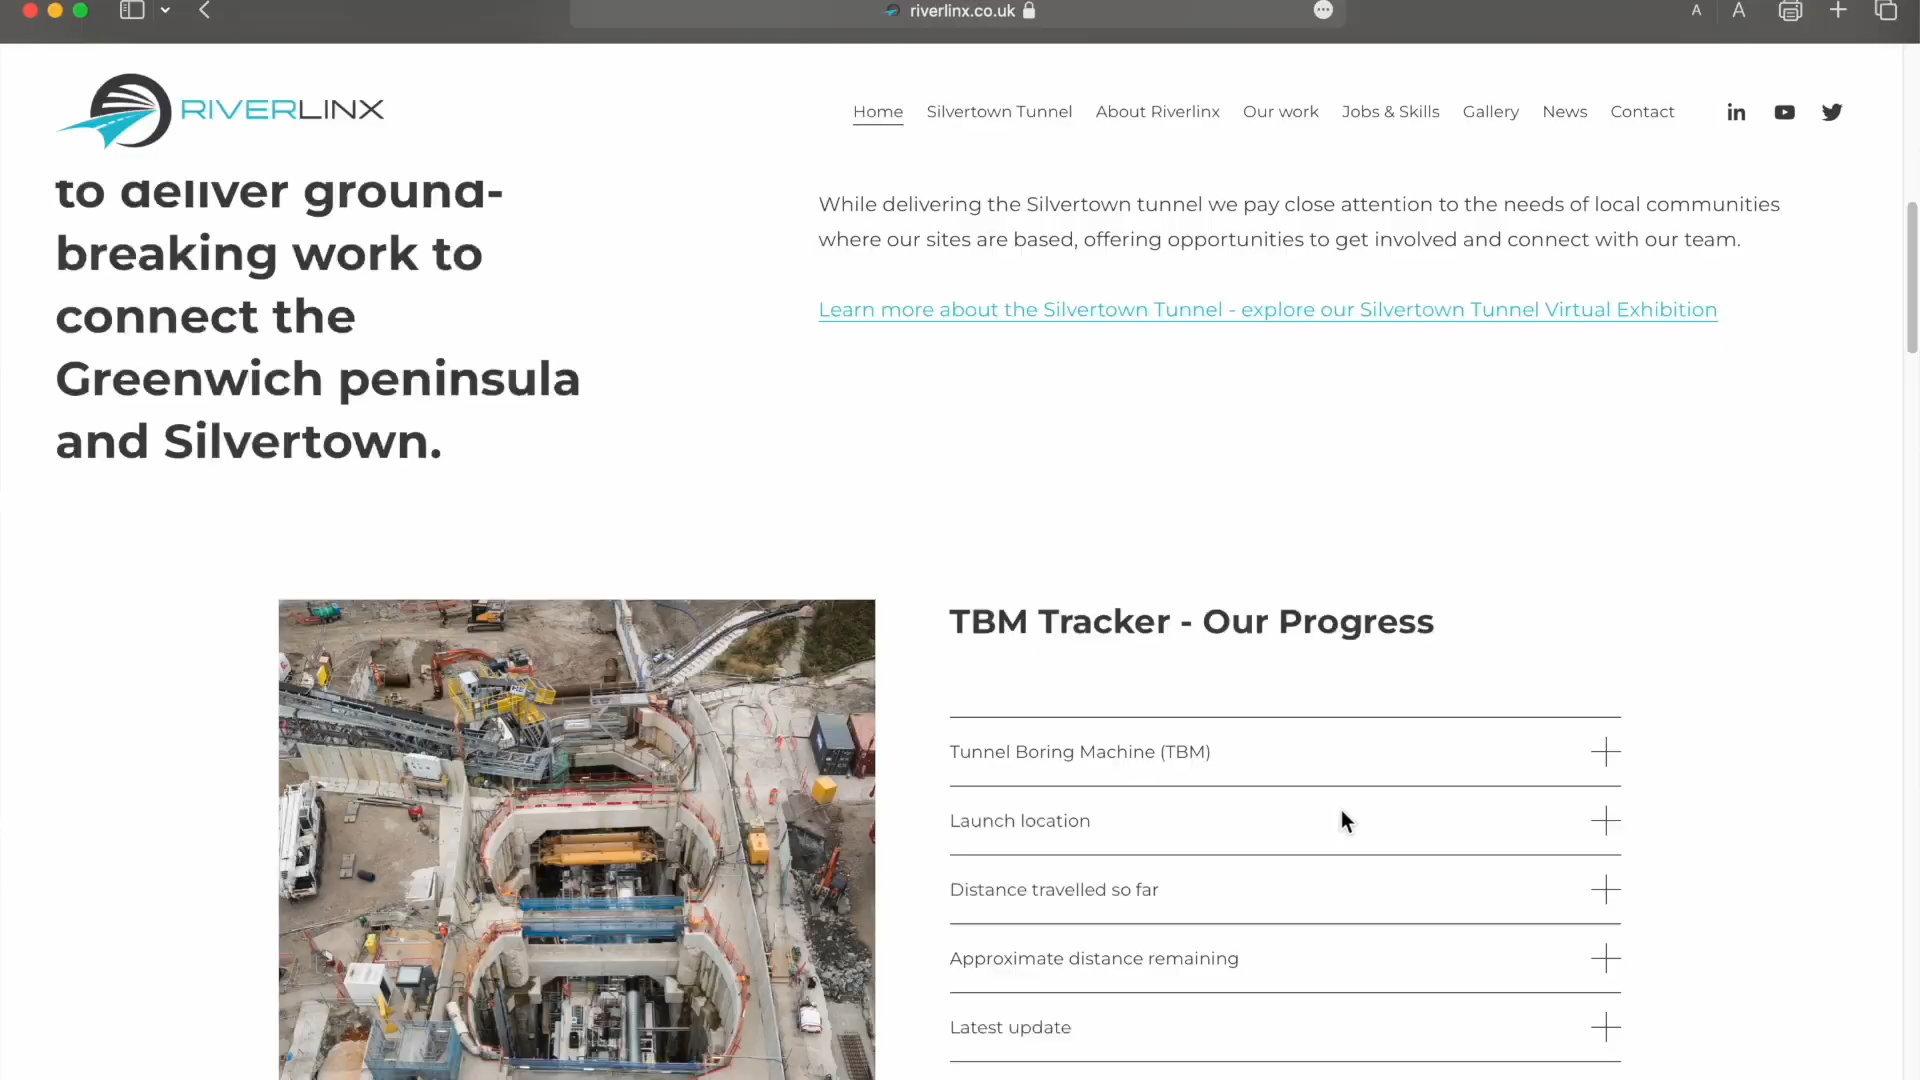 riverlinx.co.uk
A A
RIVERLINX
Home Silvertown Tunnel About Riverlinx Our work Jobs & Skills Gallery News Contact
to deliver ground-
breaking work to
connect the
Greenwich peninsula
and Silvertown.
While delivering the Silvertown tunnel we pay close attention to the needs of local communities
where our sites are based, offering opportunities to get involved and connect with our team.
Learn more about the Silvertown Tunnel - explore our Silvertown Tunnel Virtual Exhibition
TBM Tracker - Our Progress
Tunnel Boring Machine (TBM)
Launch location
Distance travelled so far
Approximate distance remaining
Latest update